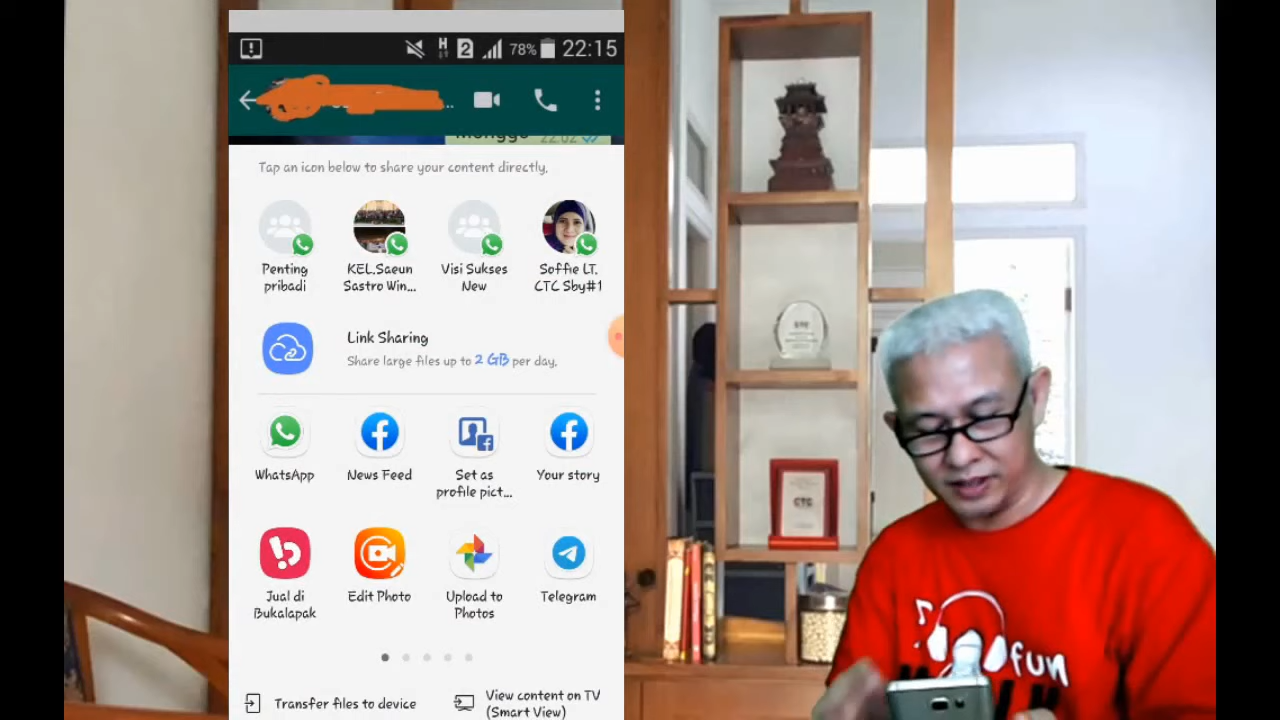 78% 22:15
22:02
Tap an icon below to share your content directly.
Penting
pribadi
KEL.Saeun
Sastro Win...
Visi Sukses
New
Soffie LT.
CTC Sby#1
Link Sharing
Share large files up to 2 GB per day.
WhatsApp
News Feed
Set as
profile pict...
Your story
Jual di
Bukalapak
Edit Photo
Upload to
Photos
Telegram
Transfer files to device
View content on TV
(Smart View)
CTC
CTC
fun